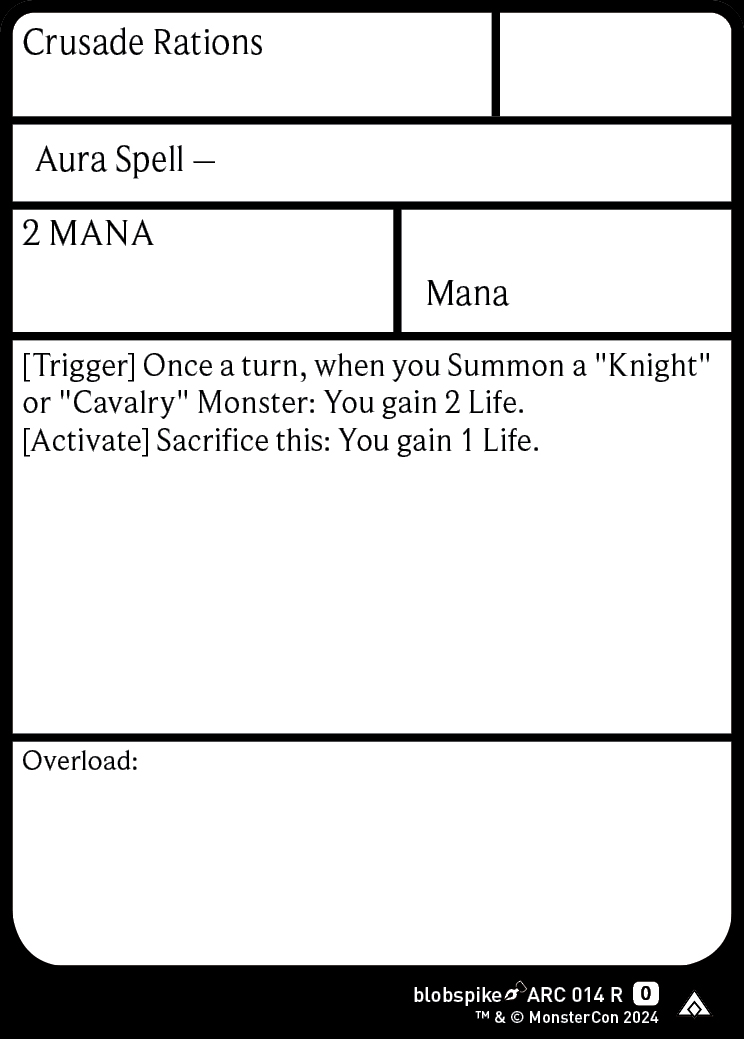 Crusade Rations
Aura Spell –
2 MANA
Mana
[Trigger] Once a turn, when you Summon a "Knight"
or "Cavalry" Monster: You gain 2 Life.
[Activate] Sacrifice this: You gain 1 Life.
Overload:
blobspike ARC 014 R 0
™ & © MonsterCon 2024